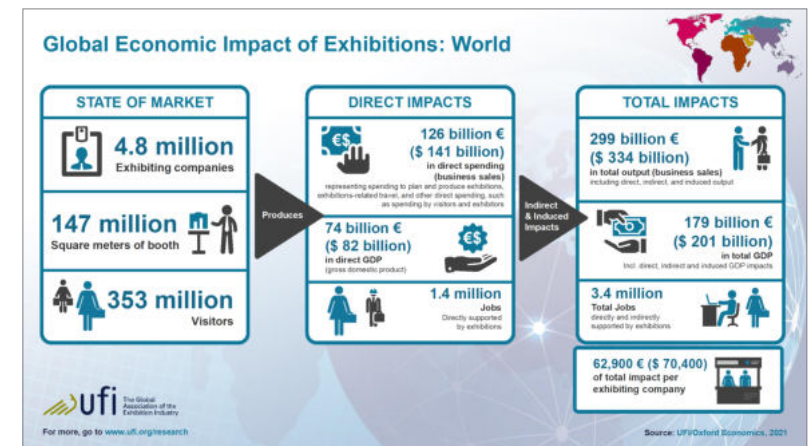 Global Economic Impact of Exhibitions: World
STATE OF MARKET
4.8 million
Exhibiting companies
147 million
Square meters of booth
353 million
Visitors
Produces
DIRECT IMPACTS
€$
126 billion €
($ 141 billion)
in direct spending
(business sales)
representing spending to plan and produce exhibitions,
exhibitions-related travel, and other direct spending, such
as spending by visitors and exhibitors
74 billion €
($ 82 billion)
in direct GDP
(gross domestic product)
€$
1.4 million
Jobs
Directly supported
by exhibitions
Indirect
& Induced
Impacts
TOTAL IMPACTS
299 billion €
($ 334 billion)
in total output (business sales)
including direct, indirect, and induced output
179 billion €
($ 201 billion)
in total GDP
Incl. direct, indirect and induced GDP impacts
3.4 million
Total Jobs
directly and indirectly
supported by exhibitions
62,900 € ($ 70,400)
of total impact per
exhibiting company
ufi
The Global
Association of the
Exhibition Industry
For more, go to www.ufi.org/research
Source: UFI/Oxford Economics, 2021